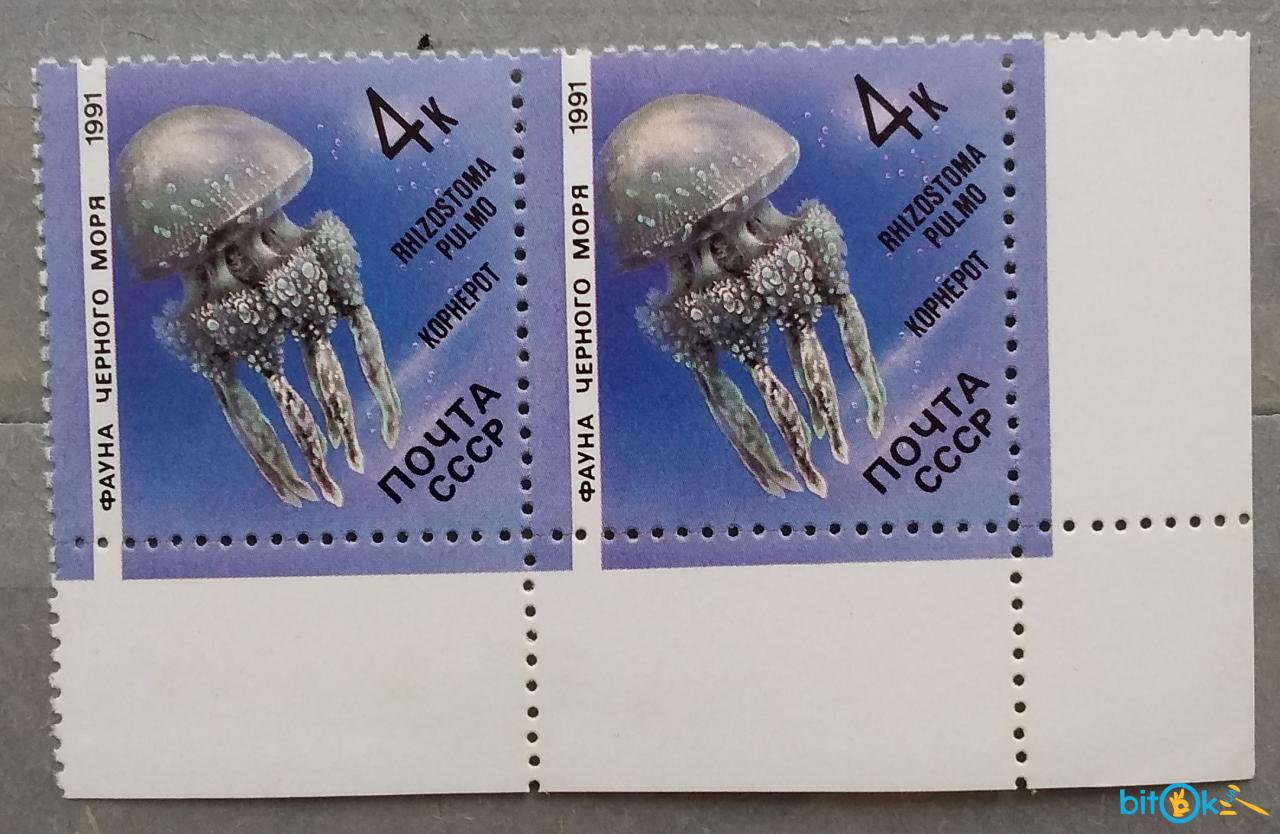 ФАУНА ЧЕРНОГО МОРЯ 1991
4К
RHIZOSTOMA
PULMO
КОРНЕРОТ
ПОЧТА
СССР
ФАУНА ЧЕРНОГО МОРЯ 1991
4К
RHIZOSTOMA
PULMO
КОРНЕРОТ
ПОЧТА
СССР
bitok